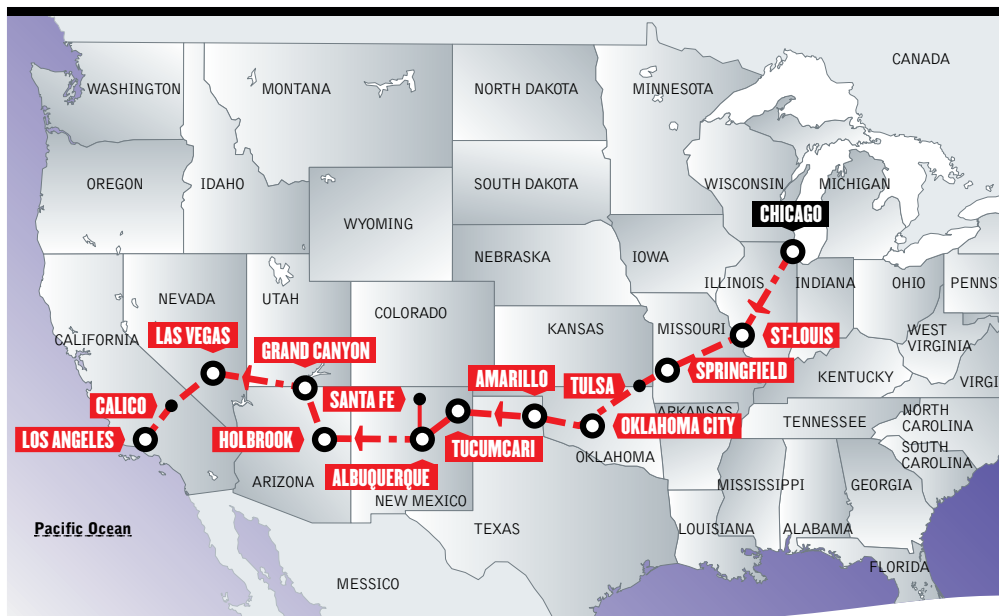 CANADA
WASHINGTON
MONTANA
NORTH DAKOTA
MINNESOTA
OREGON
IDAHO
SOUTH DAKOTA
WISCONSIN
MICHIGAN
WYOMING
CHICAGO
NEBRASKA
IOWA
ILLINOIS
INDIANA
OHIO
PENNS
NEVADA
UTAH
COLORADO
KANSAS
MISSOURI
CALIFORNIA
LAS VEGAS
GRAND CANYON
ST-LOUIS
WEST
VIRGINIA
SPRINGFIELD
KENTUCKY
VIRGI
AMARILLO
TULSA
SANTA FE
CALICO
ARKANSAS
TENNESSEE
NORTH
CAROLINA
LOS ANGELES
HOLBROOK
TUCUMCARI
OKLAHOMA CITY
OKLAHOMA
SOUTH
CAROLINA
ALBUQUERQUE
ARIZONA
NEW MEXICO
MISSISSIPPI
GEORGIA
Pacific Ocean
TEXAS
LOUISIANA
ALABAMA
FLORIDA
MESSICO